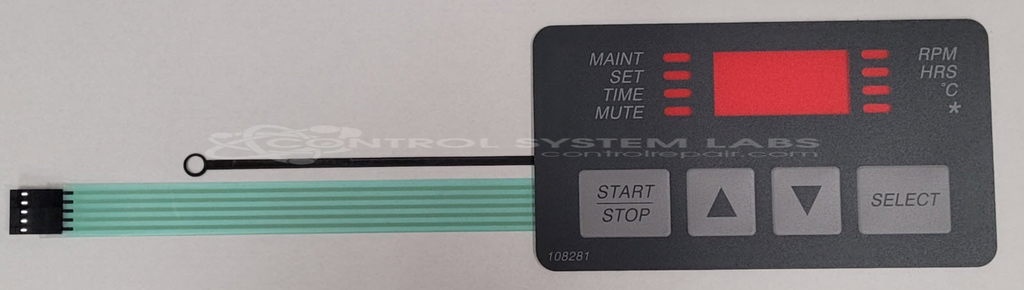 MAINT
SET
TIME
MUTE
RPM
HRS
°C
*
CONTROL SYSTEM LABS
controlrepair.com
START
STOP
SELECT
108281